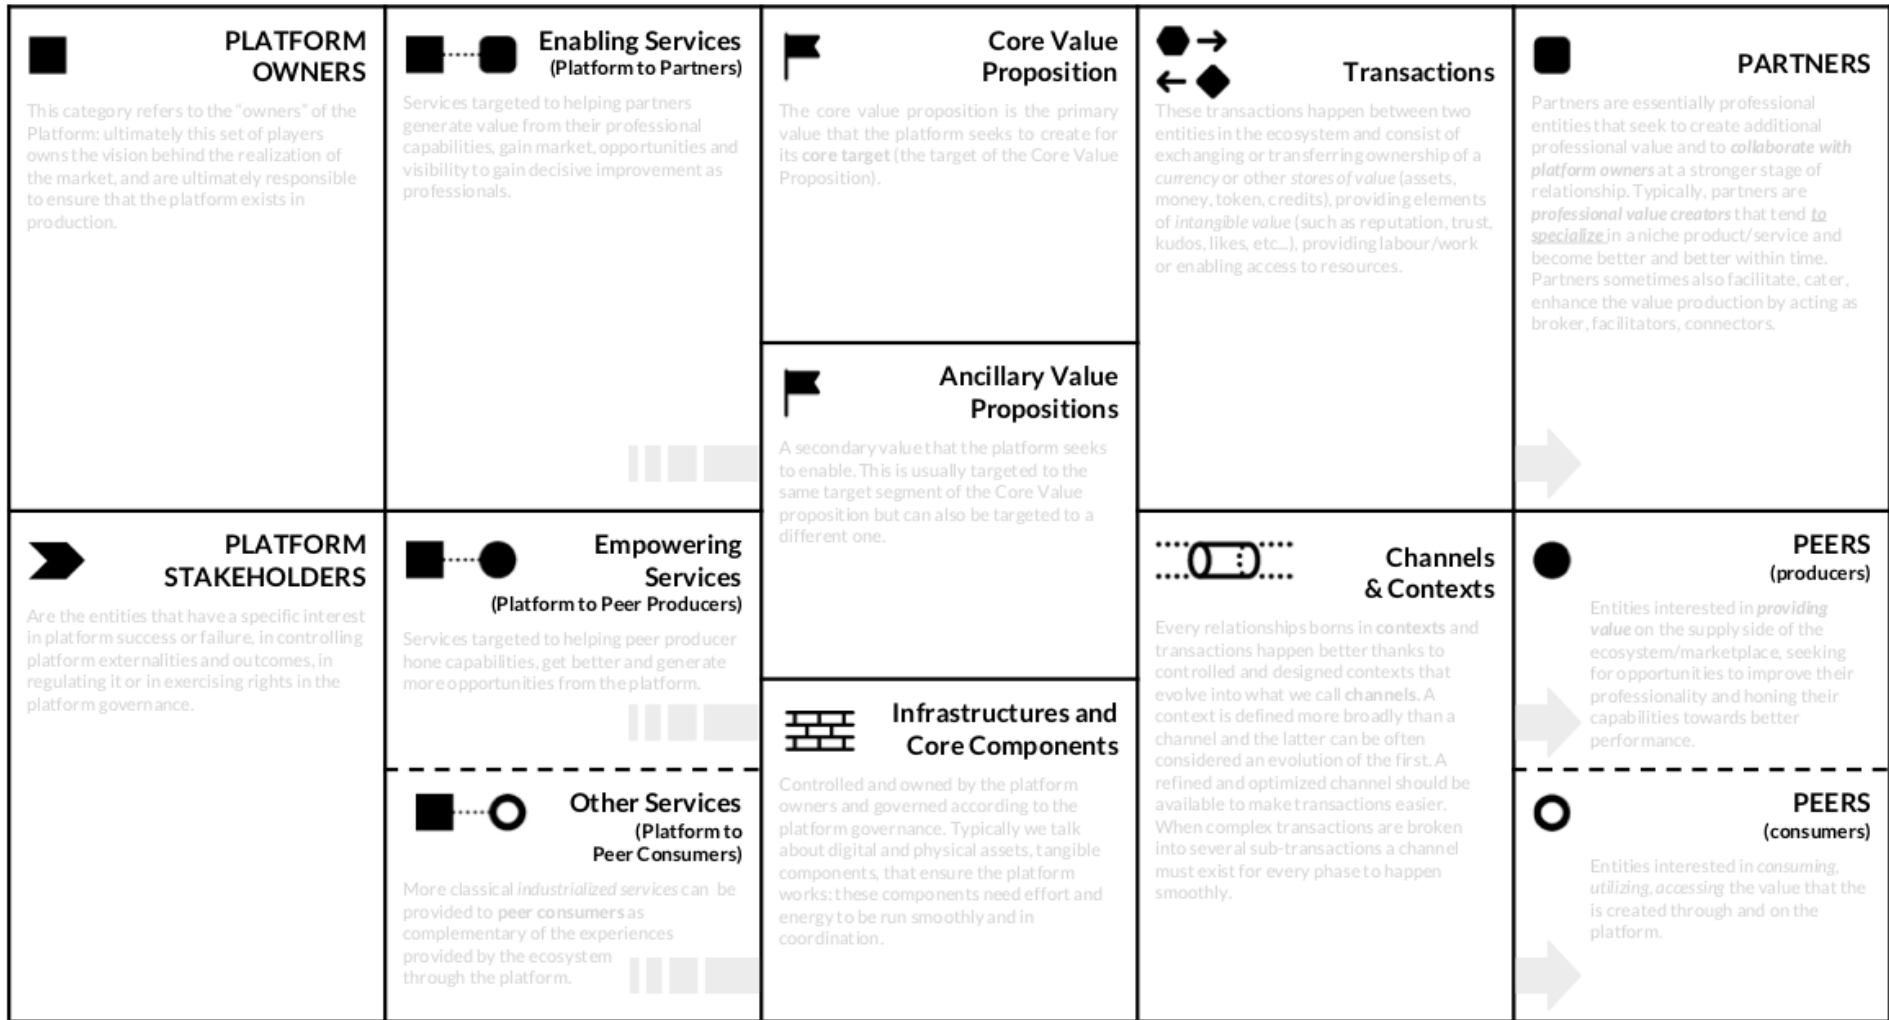 PLATFORM
OWNERS
This category refers to the "owners" of the
Platform: ultimately this set of players
owns the vision behind the realization of
the market, and are ultimately responsible
to ensure that the platform exists in
production.
Enabling Services
(Platform to Partners)
Services targeted to helping partners
generate value from their professional
capabilities, gain market, opportunities and
visibility to gain decisive improvement as
professionals.
Core Value
Proposition
The core value proposition is the primary
value that the platform seeks to create for
its core target (the target of the Core Value
Proposition).
Transactions
These transactions happen between two
entities in the ecosystem and consist of
exchanging or transferring ownership of a
currency or other stores of value (assets,
money, token, credits), providing elements
of intangible value (such as reputation, trust,
kudos, likes, etc...), providing labour/work
or enabling access to resources.
PARTNERS
Partners are essentially professional
entities that seek to create additional
professional value and to collaborate with
platform owners at a stronger stage of
relationship. Typically, partners are
professional value creators that tend to
specialize in a niche product/service and
become better and better within time.
Partners sometimes also facilitate, cater,
enhance the value production by acting as
broker, facilitators, connectors.
Ancillary Value
Propositions
A secondary value that the platform seeks
to enable. This is usually targeted to the
same target segment of the Core Value
proposition but can also be targeted to a
different one.
PLATFORM
STAKEHOLDERS
Are the entities that have a specific interest
in platform success or failure, in controlling
platform externalities and outcomes, in
regulating it or in exercising rights in the
platform governance.
Empowering
Services
(Platform to Peer Producers)
Services targeted to helping peer producer
hone capabilities, get better and generate
more opportunities from the platform.
Other Services
(Platform to
Peer Consumers)
More classical industrialized services can be
provided to peer consumers as
complementary of the experiences
provided by the ecosystem
through the platform.
Infrastructures and
Core Components
Controlled and owned by the platform
owners and governed according to the
platform governance. Typically we talk
about digital and physical assets, tangible
components, that ensure the platform
works: these components need effort and
energy to be run smoothly and in
coordination.
Channels
& Contexts
Every relationships borns in contexts and
transactions happen better thanks to
controlled and designed contexts that
evolve into what we call channels. A
context is defined more broadly than a
channel and the latter can be often
considered an evolution of the first. A
refined and optimized channel should be
available to make transactions easier.
When complex transactions are broken
into several sub-transactions a channel
must exist for every phase to happen
smoothly.
PEERS
(producers)
Entities interested in providing
value on the supply side of the
ecosystem/marketplace, seeking
for opportunities to improve their
professionality and honing their
capabilities towards better
performance.
PEERS
(consumers)
Entities interested in consuming,
utilizing, accessing the value that the
is created through and on the
platform.